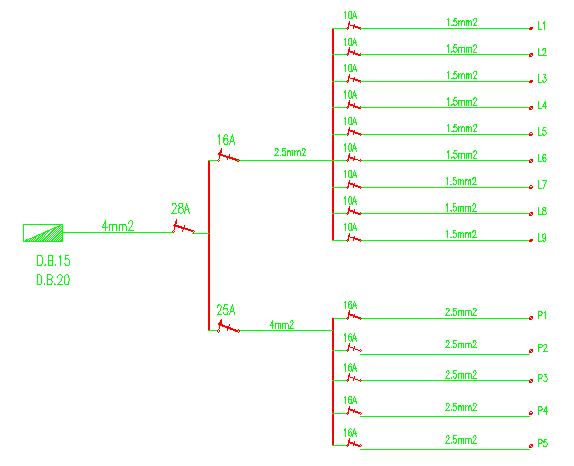 10A 1.5mm2 L1
10A 1.5mm2 L2
10A 1.5mm2 L3
10A 1.5mm2 L4
10A 1.5mm2 L5
16A 2.5mm2
10A 1.5mm2 L6
10A 1.5mm2 L7
10A 1.5mm2 L8
10A 1.5mm2 L9
4mm2 28A
D.B.15
D.B.20
25A 4mm2
16A 2.5mm2 P1
16A 2.5mm2 P2
16A 2.5mm2 P3
16A 2.5mm2 P4
16A 2.5mm2 P5